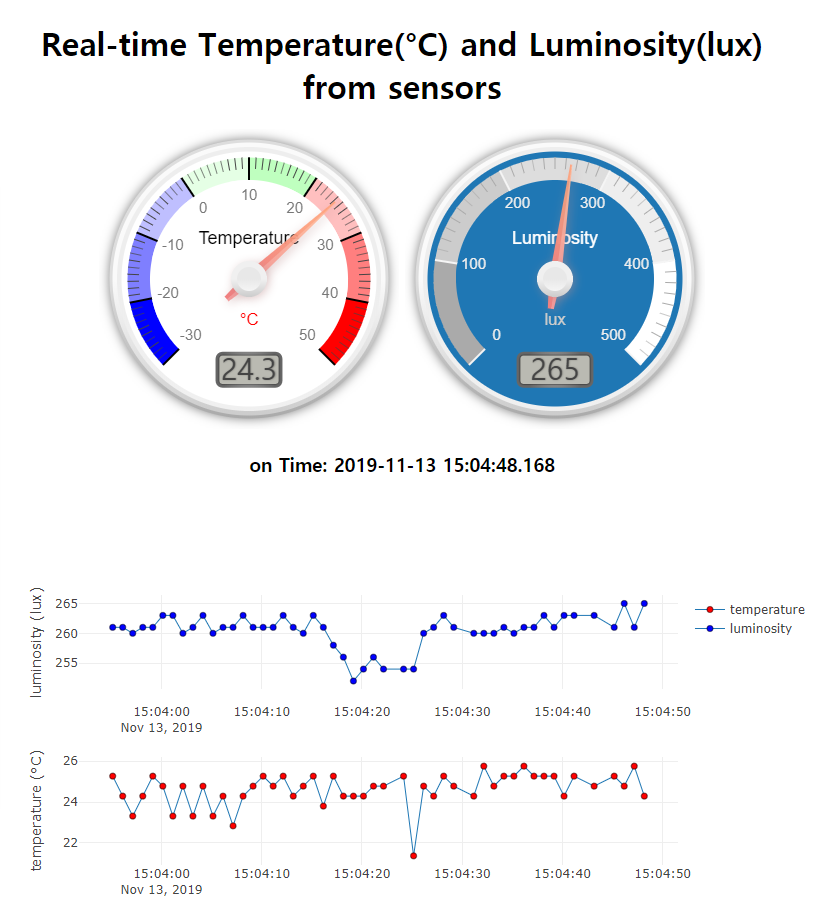 Real-time Temperature(°C) and Luminosity(lux)
from sensors
-30 -20 -10 0 10 20 30 40 50
Temperature
°C
24.3
0 100 200 300 400 500
Luminosity
lux
265
on Time: 2019-11-13 15:04:48.168
luminosity (lux)
265
260
255
15:04:00 15:04:10 15:04:20 15:04:30 15:04:40 15:04:50
Nov 13, 2019
temperature
luminosity
temperature (°C)
26
24
22
15:04:00 15:04:10 15:04:20 15:04:30 15:04:40 15:04:50
Nov 13, 2019